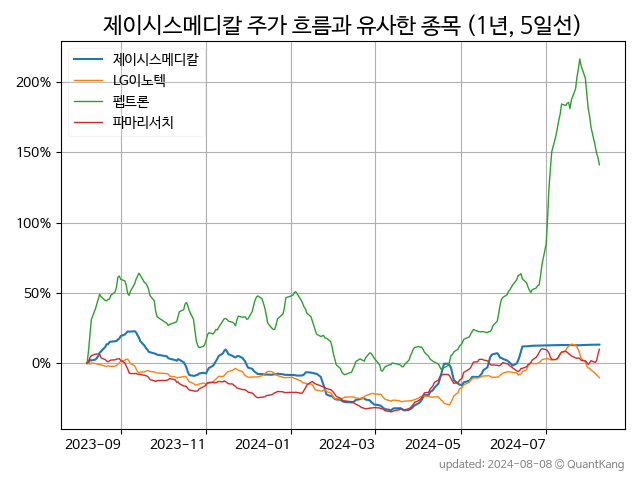 제이시스메디칼 주가 흐름과 유사한 종목 (1년, 5일선)
제이시스메디칼
LG이노텍
펩트론
파마리서치
200%
150%
100%
50%
0%
2023-09 2023-11 2024-01 2024-03 2024-05 2024-07
updated: 2024-08-08 © QuantKang